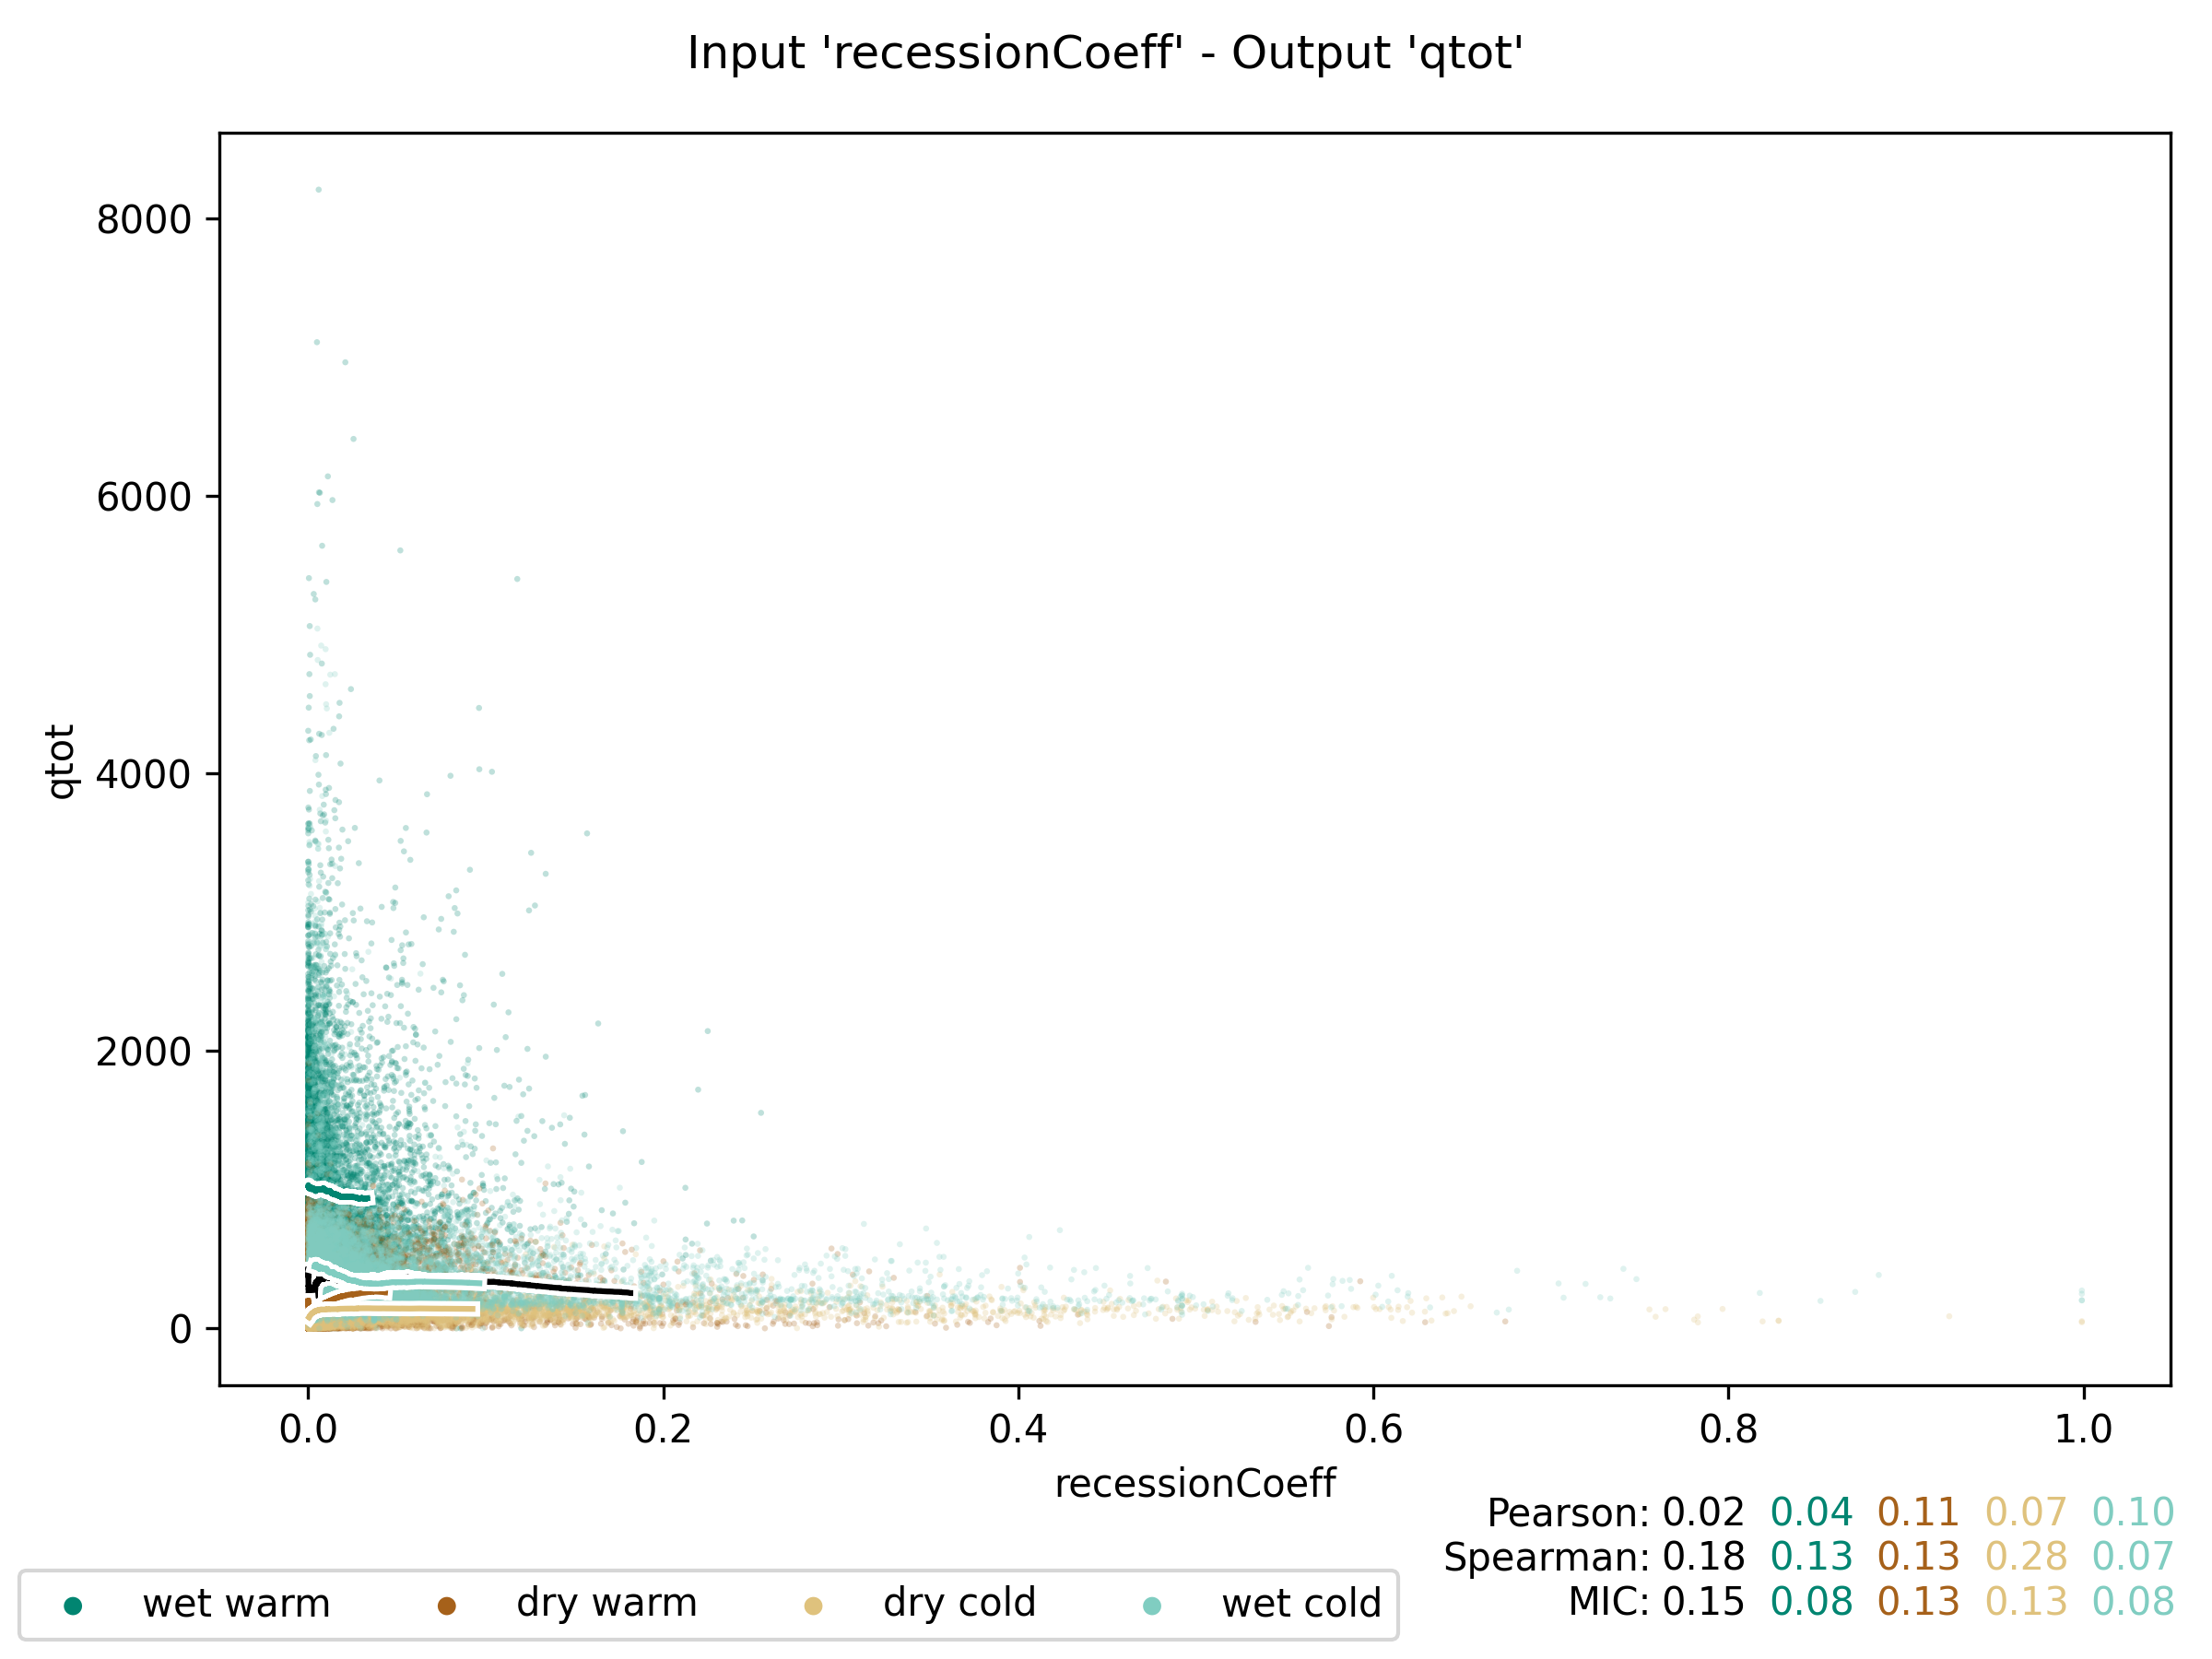 Input 'recessionCoeff' - Output 'qtot'
8000
6000
4000
2000
0
qtot
0.0 0.2 0.4 0.6 0.8 1.0
recessionCoeff
Pearson: 0.02 0.04 0.11 0.07 0.10
Spearman: 0.18 0.13 0.13 0.28 0.07
MIC: 0.15 0.08 0.13 0.13 0.08
wet warm dry warm dry cold wet cold